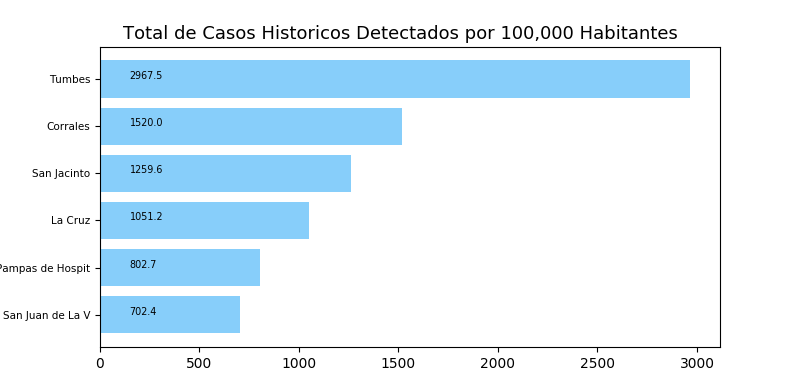 Total de Casos Historicos Detectados por 100,000 Habitantes
Tumbes 2967.5
Corrales 1520.0
San Jacinto 1259.6
La Cruz 1051.2
Pampas de Hospit 802.7
San Juan de La V 702.4
0 500 1000 1500 2000 2500 3000